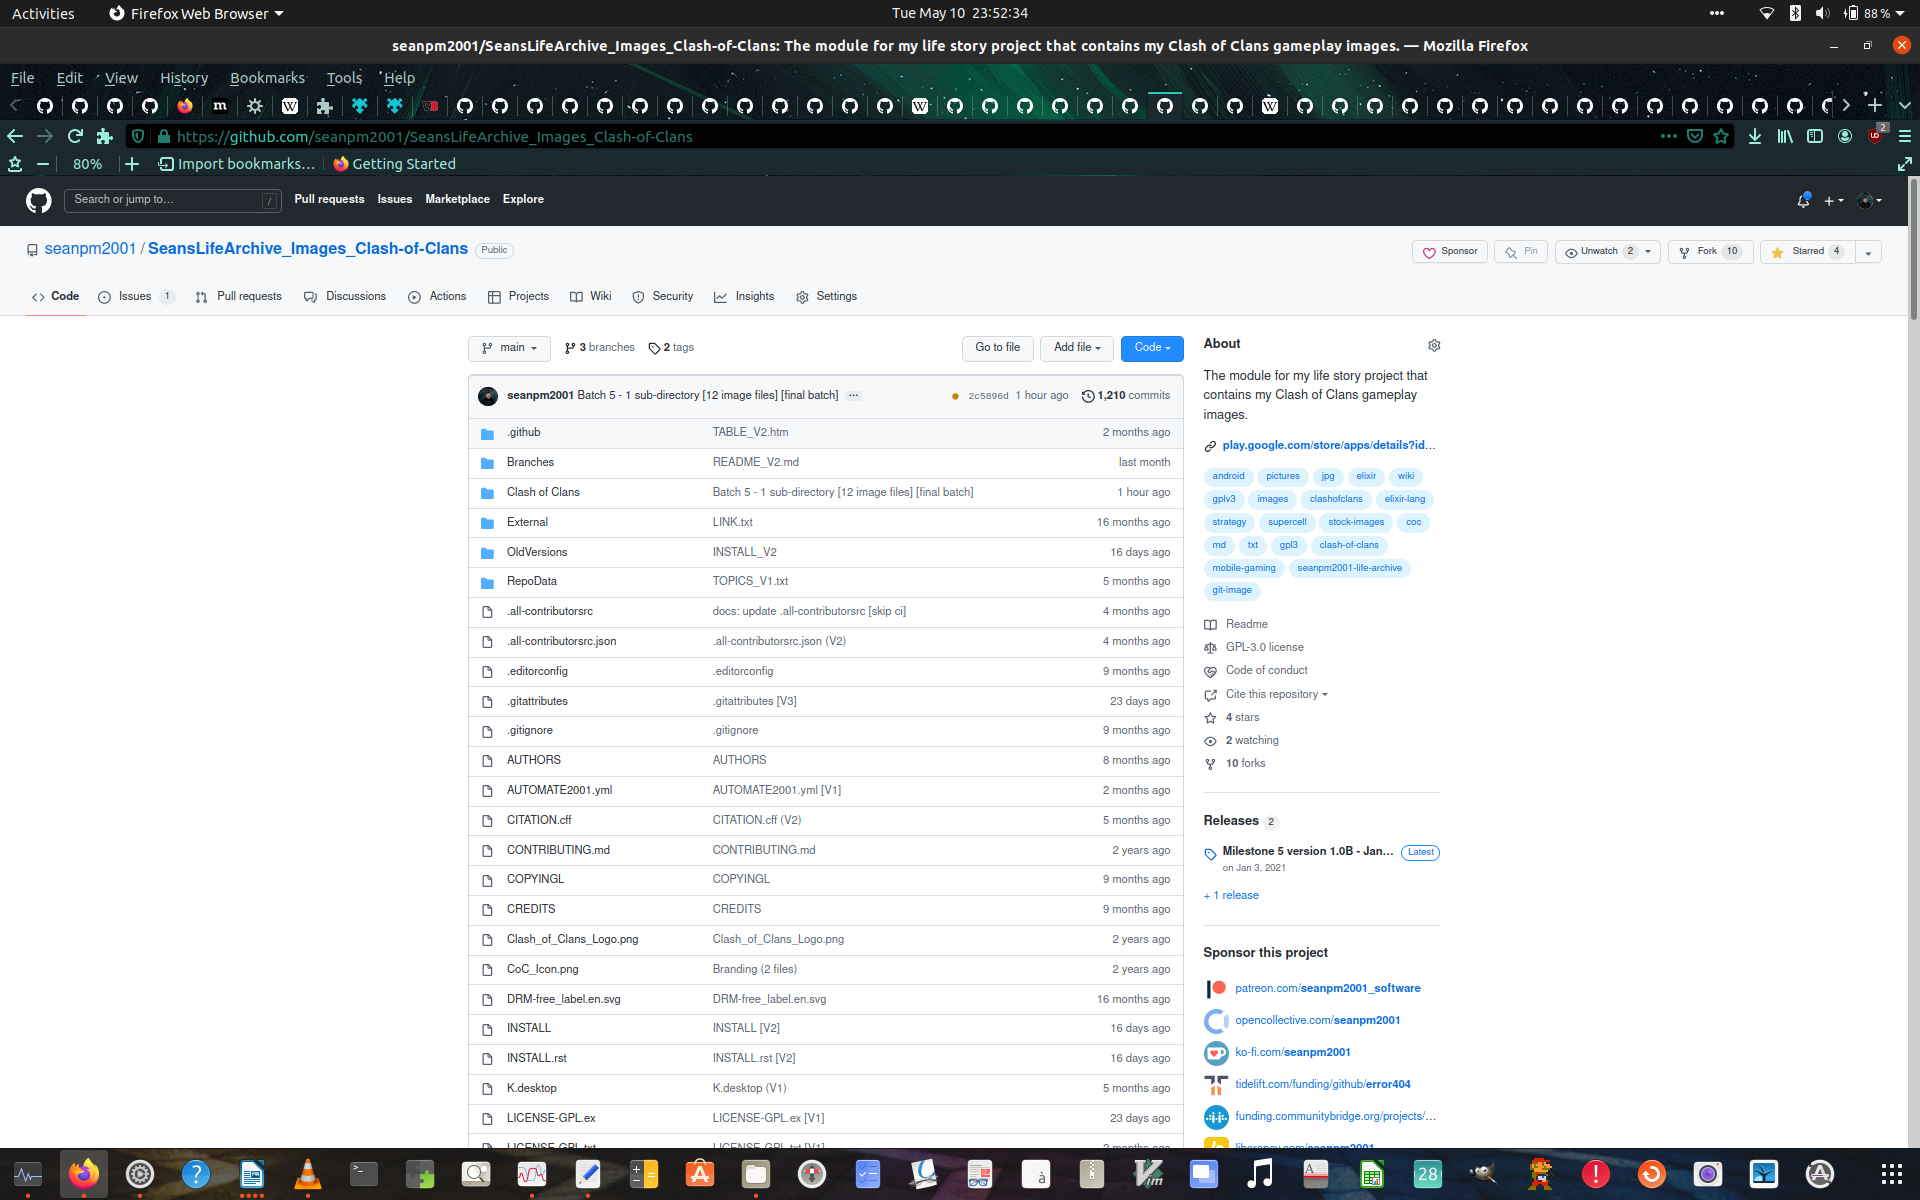 Activities Firefox Web Browser Tue May 10 23:52:34 88 %
seanpm2001/SeansLifeArchive_Images_Clash-of-Clans: The module for my life story project that contains my Clash of Clans gameplay images. — Mozilla Firefox
File Edit View History Bookmarks Tools Help
https://github.com/seanpm2001/SeansLifeArchive_Images_Clash-of-Clans 2
80% Import bookmarks… Getting Started
Search or jump to… / Pull requests Issues Marketplace Explore
seanpm2001 / SeansLifeArchive_Images_Clash-of-Clans Public Sponsor Pin Unwatch 2 Fork 10 Starred 4
Code Issues 1 Pull requests Discussions Actions Projects Wiki Security Insights Settings
main 3 branches 2 tags Go to file Add file Code
seanpm2001 Batch 5 - 1 sub-directory [12 image files] [final batch] ... 2c5896d 1 hour ago 1,210 commits
.github TABLE_V2.htm 2 months ago
Branches README_V2.md last month
Clash of Clans Batch 5 - 1 sub-directory [12 image files] [final batch] 1 hour ago
External LINK.txt 16 months ago
OldVersions INSTALL_V2 16 days ago
RepoData TOPICS_V1.txt 5 months ago
.all-contributorsrc docs: update .all-contributorsrc [skip ci] 4 months ago
.all-contributorsrc.json .all-contributorsrc.json (V2) 4 months ago
.editorconfig .editorconfig 9 months ago
.gitattributes .gitattributes [V3] 23 days ago
.gitignore .gitignore 9 months ago
AUTHORS AUTHORS 8 months ago
AUTOMATE2001.yml AUTOMATE2001.yml [V1] 2 months ago
CITATION.cff CITATION.cff (V2) 5 months ago
CONTRIBUTING.md CONTRIBUTING.md 2 years ago
COPYINGL COPYINGL 9 months ago
CREDITS CREDITS 9 months ago
Clash_of_Clans_Logo.png Clash_of_Clans_Logo.png 2 years ago
CoC_Icon.png Branding (2 files) 2 years ago
DRM-free_label.en.svg DRM-free_label.en.svg 16 months ago
INSTALL INSTALL [V2] 16 days ago
INSTALL.rst INSTALL.rst [V2] 16 days ago
K.desktop K.desktop (V1) 5 months ago
LICENSE-GPL.ex LICENSE-GPL.ex [V1] 23 days ago
LICENSE-GPL.txt LICENSE-GPL.txt [V1] 2 months ago
About
The module for my life story project that
contains my Clash of Clans gameplay
images.
play.google.com/store/apps/details?id…
android pictures jpg elixir wiki
gplv3 images clashofclans elixir-lang
strategy supercell stock-images coc
md txt gpl3 clash-of-clans
mobile-gaming seanpm2001-life-archive
git-image
Readme
GPL-3.0 license
Code of conduct
Cite this repository
4 stars
2 watching
10 forks
Releases 2
Milestone 5 version 1.0B - Jan… Latest
on Jan 3, 2021
+ 1 release
Sponsor this project
patreon.com/seanpm2001_software
opencollective.com/seanpm2001
ko-fi.com/seanpm2001
tidelift.com/funding/github/error404
funding.communitybridge.org/projects/…
liberapay.com/seanpm2001
28